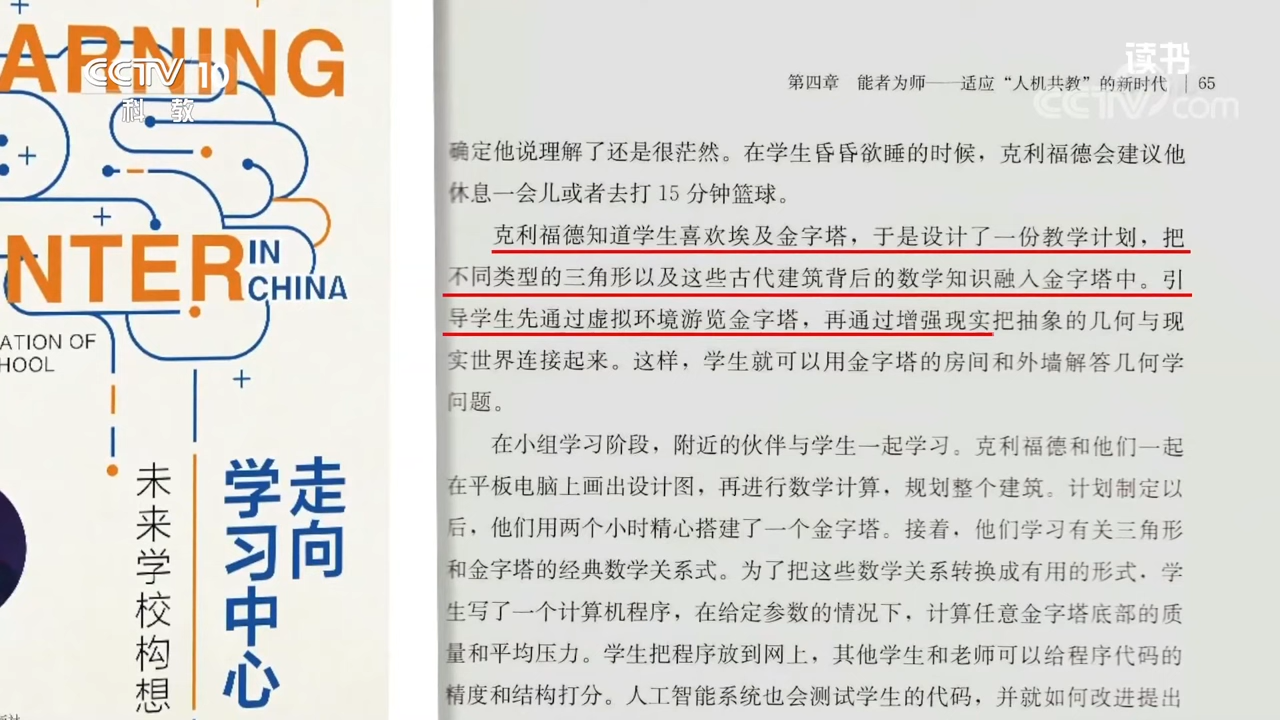 ARNING
CCTV 10
科教
NTER
IN
CHINA
ATION OF
HOOL
走向
学习中心
未来学校构想
读书
CCTV.com
第四章 能者为师——适应“人机共教”的新时代 | 65
确定他说理解了还是很茫然。在学生昏昏欲睡的时候，克利福德会建议他
休息一会儿或者去打 15 分钟篮球。
克利福德知道学生喜欢埃及金字塔，于是设计了一份教学计划，把
不同类型的三角形以及这些古代建筑背后的数学知识融入金字塔中。引
导学生先通过虚拟环境游览金字塔，再通过增强现实把抽象的几何与现
实世界连接起来。这样，学生就可以用金字塔的房间和外墙解答几何学
问题。
在小组学习阶段，附近的伙伴与学生一起学习。克利福德和他们一起
在平板电脑上画出设计图，再进行数学计算，规划整个建筑。计划制定以
后，他们用两个小时精心搭建了一个金字塔。接着，他们学习有关三角形
和金字塔的经典数学关系式。为了把这些数学关系转换成有用的形式，学
生写了一个计算机程序，在给定参数的情况下，计算任意金字塔底部的质
量和平均压力。学生把程序放到网上，其他学生和老师可以给程序代码的
精度和结构打分。人工智能系统也会测试学生的代码，并就如何改进提出